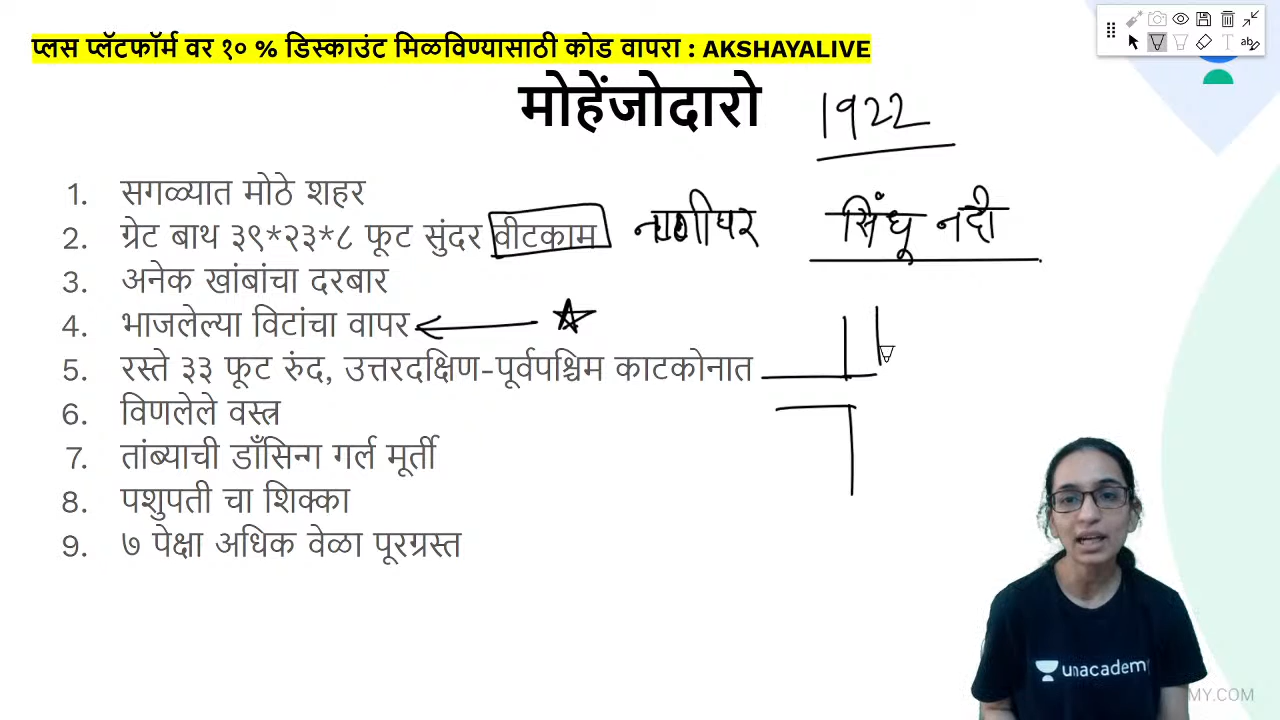 प्लस प्लॅटफॉर्म वर १० % डिस्काउंट मिळविण्यासाठी कोड वापरा : AKSHAYALIVE
मोहेंजोदारो 1922
1. सगळ्यात मोठे शहर
2. ग्रेट बाथ ३९*२३*८ फूट सुंदर वीटकाम सिंधू नदी
3. अनेक खांबांचा दरबार
4. भाजलेल्या विटांचा वापर
5. रस्ते ३३ फूट रुंद, उत्तरदक्षिण-पूर्वपश्चिम काटकोनात
6. विणलेले वस्त्र
7. तांब्याची डाँसिन्ग गर्ल मूर्ती
8. पशुपती चा शिक्का
9. ७ पेक्षा अधिक वेळा पूरग्रस्त
unacademy
MY.COM